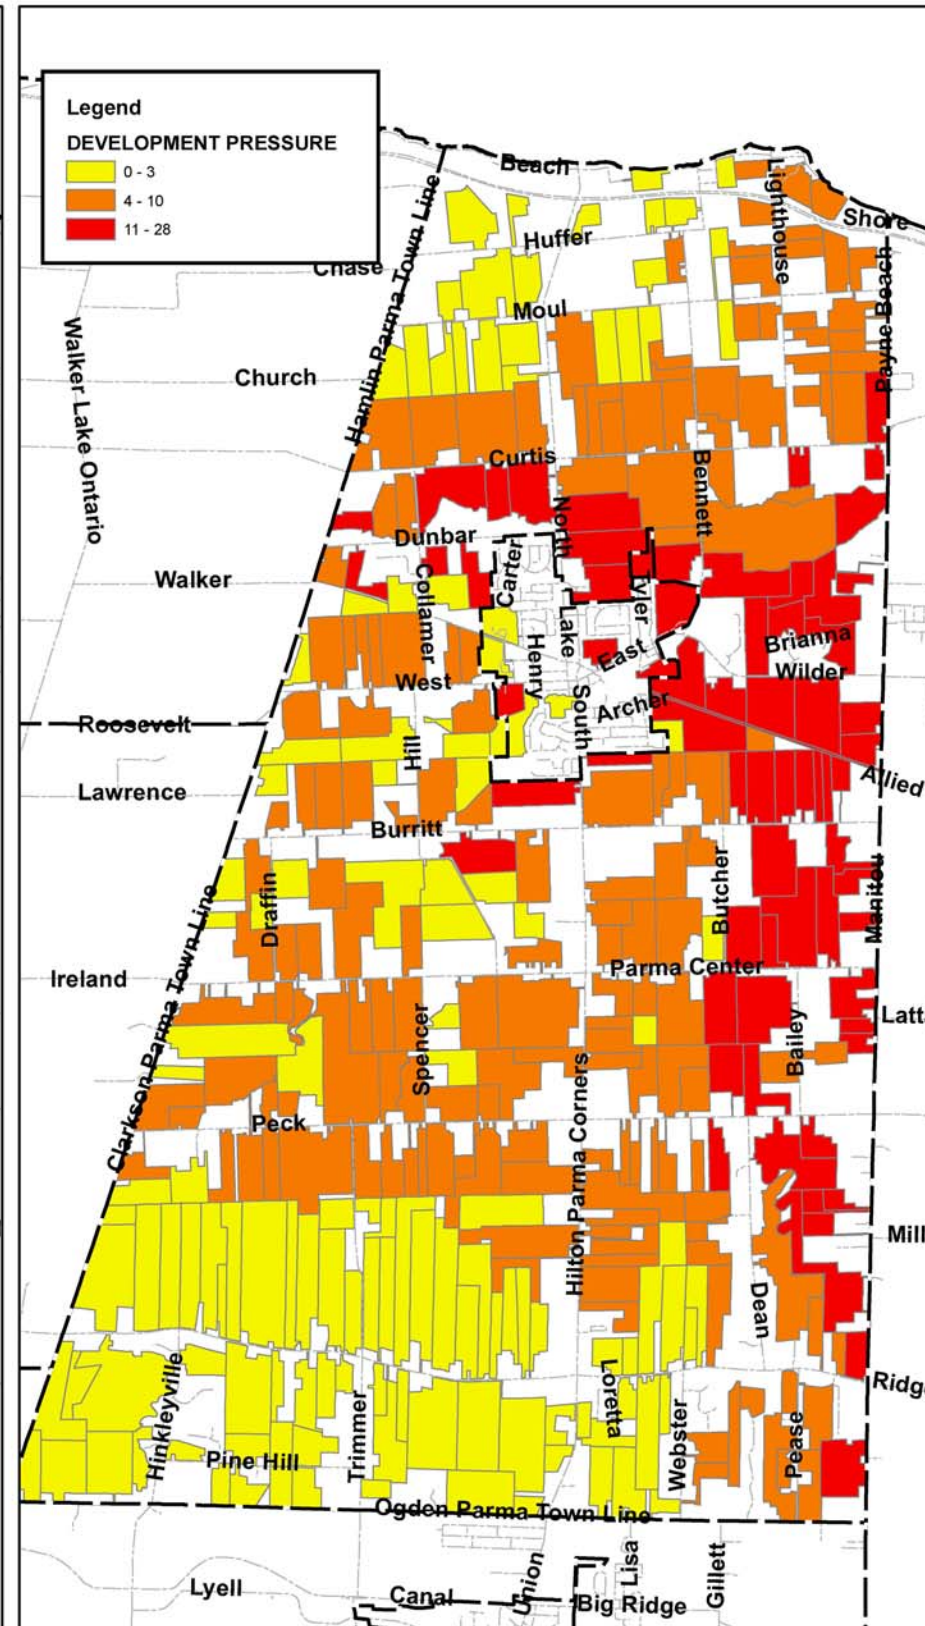 Legend
DEVELOPMENT PRESSURE
0 - 3
4 - 10
11 - 28
Beach
Lighthouse
Shore
Huffer
Chase
Hamlin Parma Town Line
Payne Beach
Moul
Walker Lake Ontario
Church
Curtis
Bennett
North
Dunbar
Carter
Walker
Collamer
Tyler
Lake
Henry
East
Brianna
Wilder
West
South
Archer
Roosevelt
Hill
Allied
Lawrence
Burritt
Butcher
Draffin
Manitou
Clarkson Parma Town Line
Parma Center
Ireland
Latt
Spencer
Bailey
Hilton Parma Corners
Peck
Mill
Dean
Loretta
Ridg
Hinkleyville
Trimmer
Webster
Pease
Pine Hill
Ogden Parma Town Line
Lyell
Canal
Union
Lisa
Gillett
Big Ridge